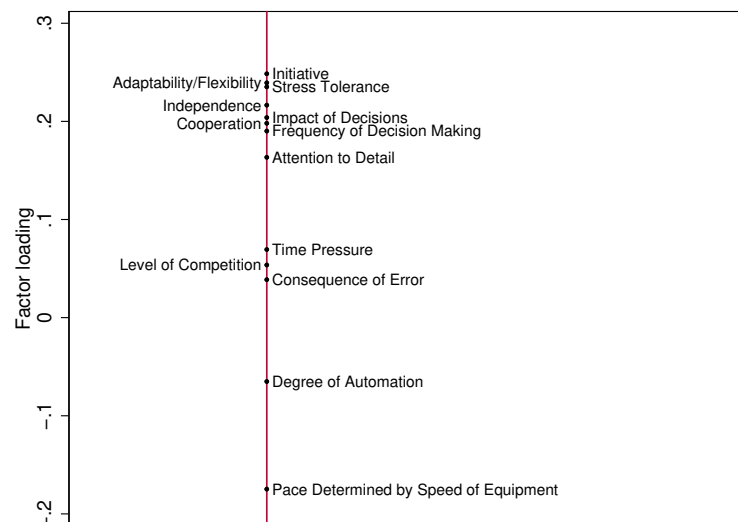 .3
Initiative
Adaptability/Flexibility
Stress Tolerance
Independence
Impact of Decisions
.2
Cooperation
Frequency of Decision Making
Attention to Detail
.1
Time Pressure
Level of Competition
Consequence of Error
Factor loading
0
Degree of Automation
-.1
Pace Determined by Speed of Equipment
-.2